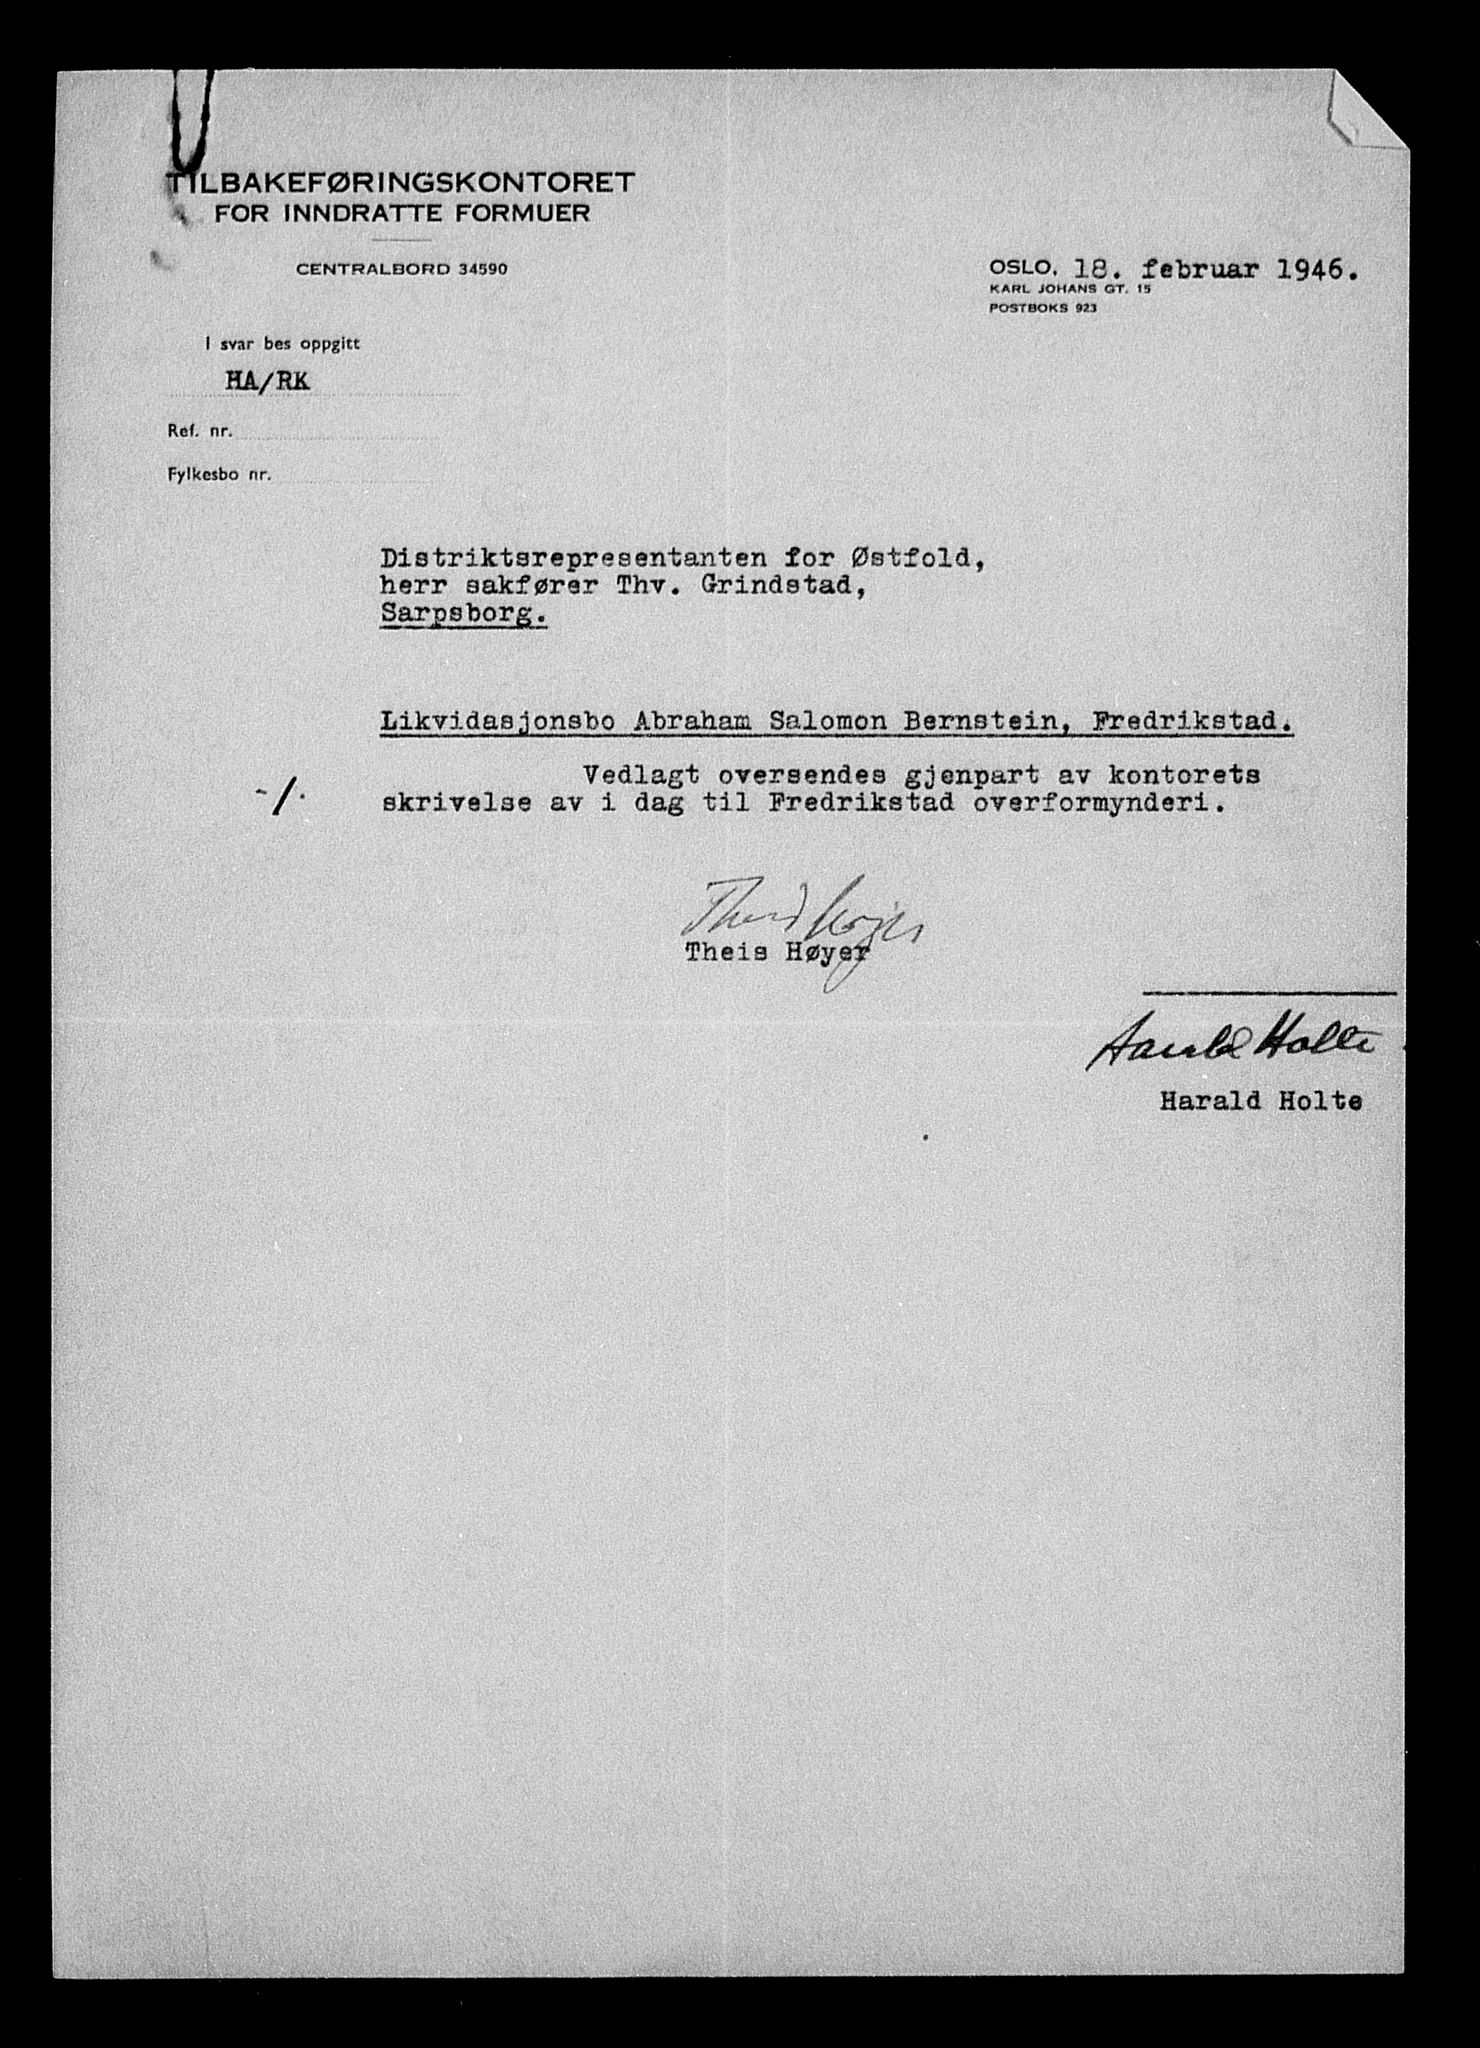 TILBAKEFØRINGSKONTORET
FOR INNDRATTE FORMUER
CENTRALBORD 34590
OSLO, 18. februar 1946.
KARL JOHANS GT. 15
POSTBOKS 923
I svar bes oppgitt
HA/RK
Ref. nr.
Fylkesbo nr.
Distriktsrepresentanten for Østfold,
herr sakfører Thv. Grindstad,
Sarpsborg.
Likvidasjonsbo Abraham Salomon Bernstein, Fredrikstad.
Vedlagt oversendes gjenpart av kontorets
-/. skrivelse av i dag til Fredrikstad overformynderi.
Theis Høyer
Theis Høyer
Harald Holte
Harald Holte